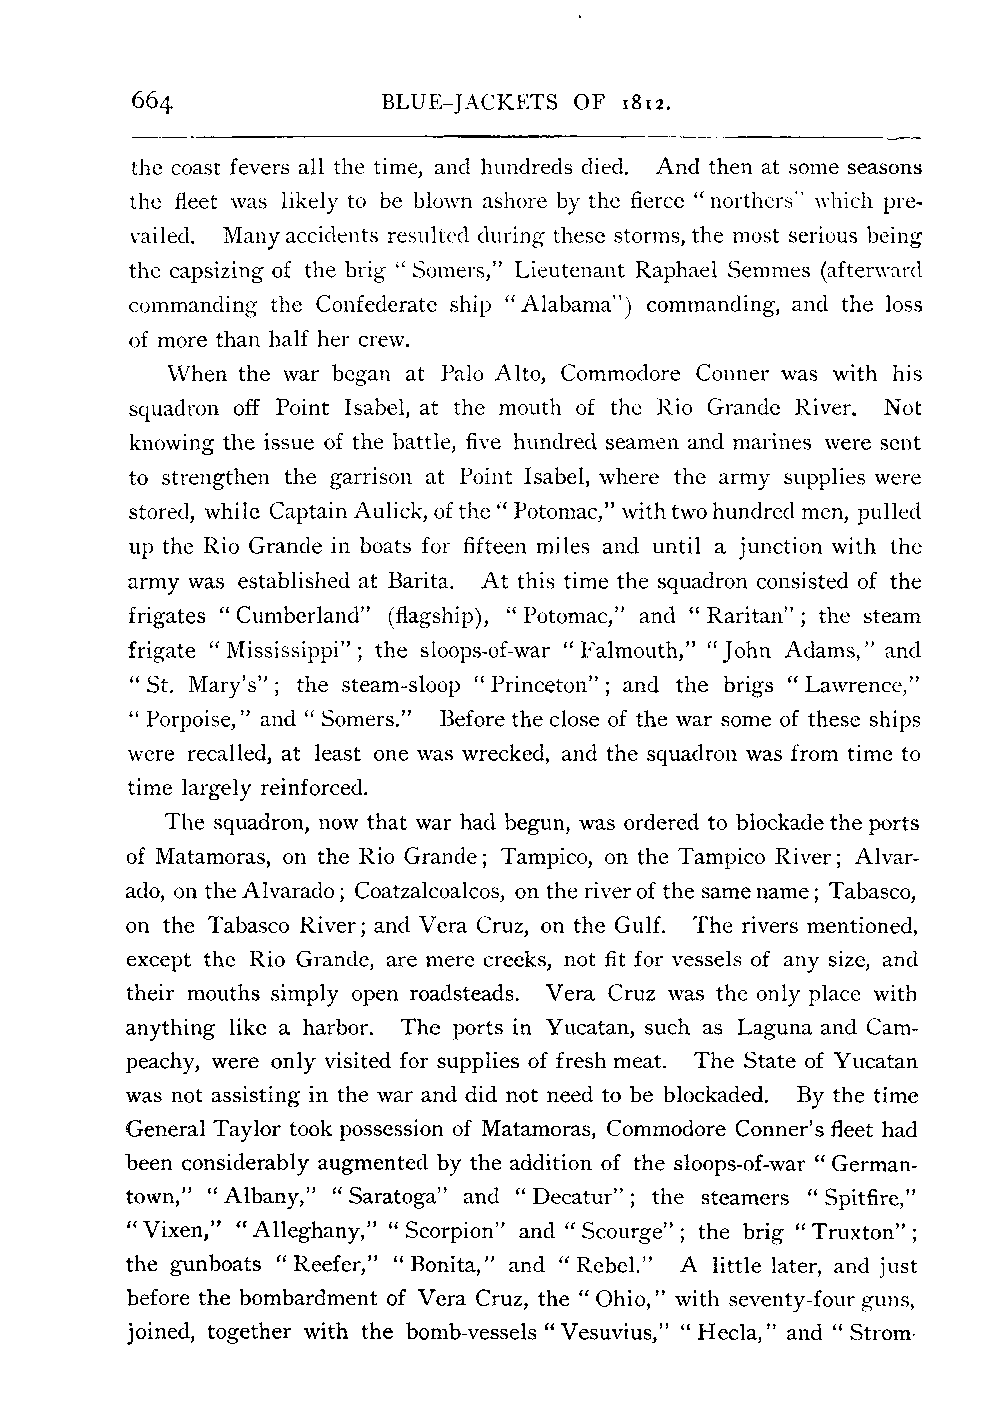 664 BLUE-JACKETS OF 1812.
the coast fevers all the time, and hundreds died. And then at some seasons
the fleet was likely to be blown ashore by the fierce “northers” which pre-
vailed. Many accidents resulted during these storms, the most serious being
the capsizing of the brig “Somers,” Lieutenant Raphael Semmes (afterward
commanding the Confederate ship “Alabama”) commanding, and the loss
of more than half her crew.
When the war began at Palo Alto, Commodore Conner was with his
squadron off Point Isabel, at the mouth of the Rio Grande River. Not
knowing the issue of the battle, five hundred seamen and marines were sent
to strengthen the garrison at Point Isabel, where the army supplies were
stored, while Captain Aulick, of the “Potomac,” with two hundred men, pulled
up the Rio Grande in boats for fifteen miles and until a junction with the
army was established at Barita. At this time the squadron consisted of the
frigates “Cumberland” (flagship), “Potomac,” and “Raritan”; the steam
frigate “Mississippi”; the sloops-of-war “Falmouth,” “John Adams,” and
“St. Mary's”; the steam-sloop “Princeton”; and the brigs “Lawrence,”
“Porpoise,” and “Somers.” Before the close of the war some of these ships
were recalled, at least one was wrecked, and the squadron was from time to
time largely reinforced.
The squadron, now that war had begun, was ordered to blockade the ports
of Matamoras, on the Rio Grande; Tampico, on the Tampico River; Alvar-
ado, on the Alvarado; Coatzalcoalcos, on the river of the same name; Tabasco,
on the Tabasco River; and Vera Cruz, on the Gulf. The rivers mentioned,
except the Rio Grande, are mere creeks, not fit for vessels of any size, and
their mouths simply open roadsteads. Vera Cruz was the only place with
anything like a harbor. The ports in Yucatan, such as Laguna and Cam-
peachy, were only visited for supplies of fresh meat. The State of Yucatan
was not assisting in the war and did not need to be blockaded. By the time
General Taylor took possession of Matamoras, Commodore Conner's fleet had
been considerably augmented by the addition of the sloops-of-war “German-
town,” “Albany,” “Saratoga” and “Decatur”; the steamers “Spitfire,”
“Vixen,” “Alleghany,” “Scorpion” and “Scourge”; the brig “Truxton”;
the gunboats “Reefer,” “Bonita,” and “Rebel.” A little later, and just
before the bombardment of Vera Cruz, the “Ohio,” with seventy-four guns,
joined, together with the bomb-vessels “Vesuvius,” “Hecla,” and “Strom-